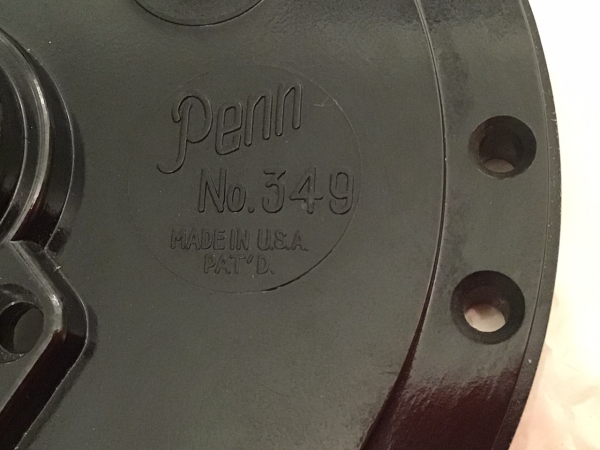 Penn
No. 349
MADE IN U.S.A.
PAT'D.